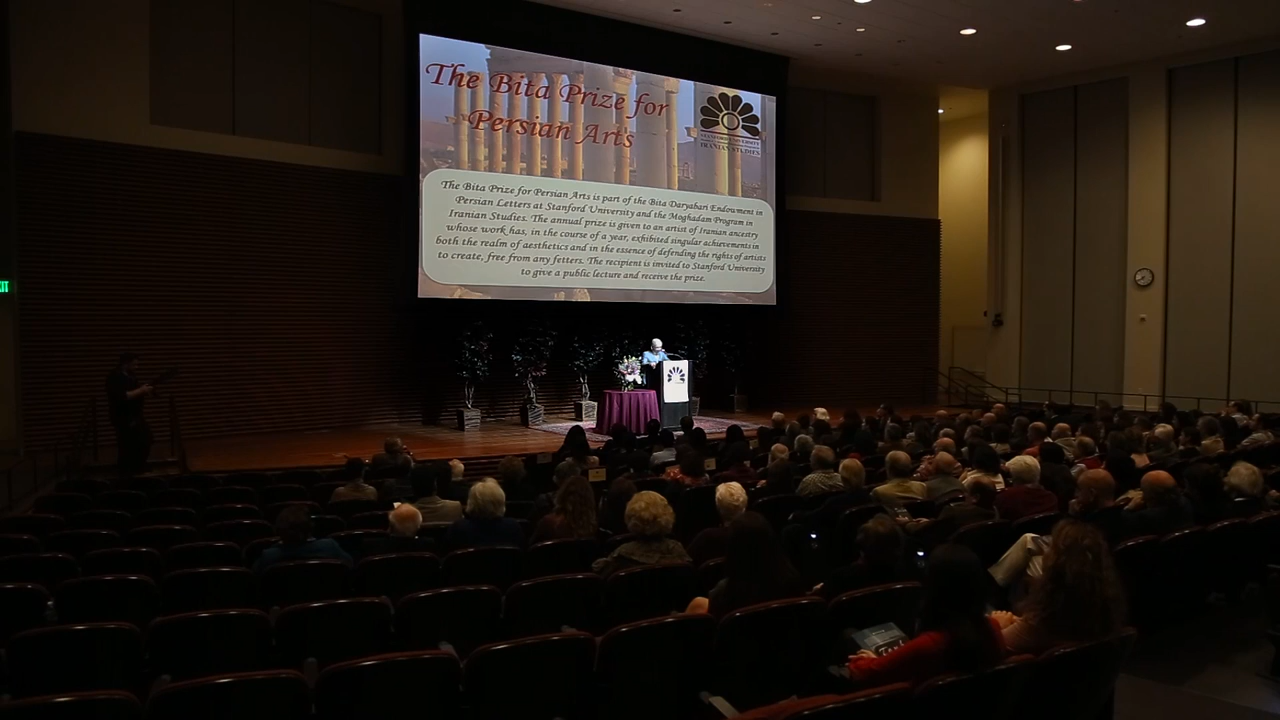 The Bita Prize for
Persian Arts
STANFORD UNIVERSITY
IRANIAN STUDIES
The Bita Prize for Persian Arts is part of the Bita Daryabari Endowment in
Persian Letters at Stanford University and the Moghadam Program in
Iranian Studies. The annual prize is given to an artist of Iranian ancestry
whose work has, in the course of a year, exhibited singular achievements in
both the realm of aesthetics and in the essence of defending the rights of artists
to create, free from any fetters. The recipient is invited to Stanford University
to give a public lecture and receive the prize.